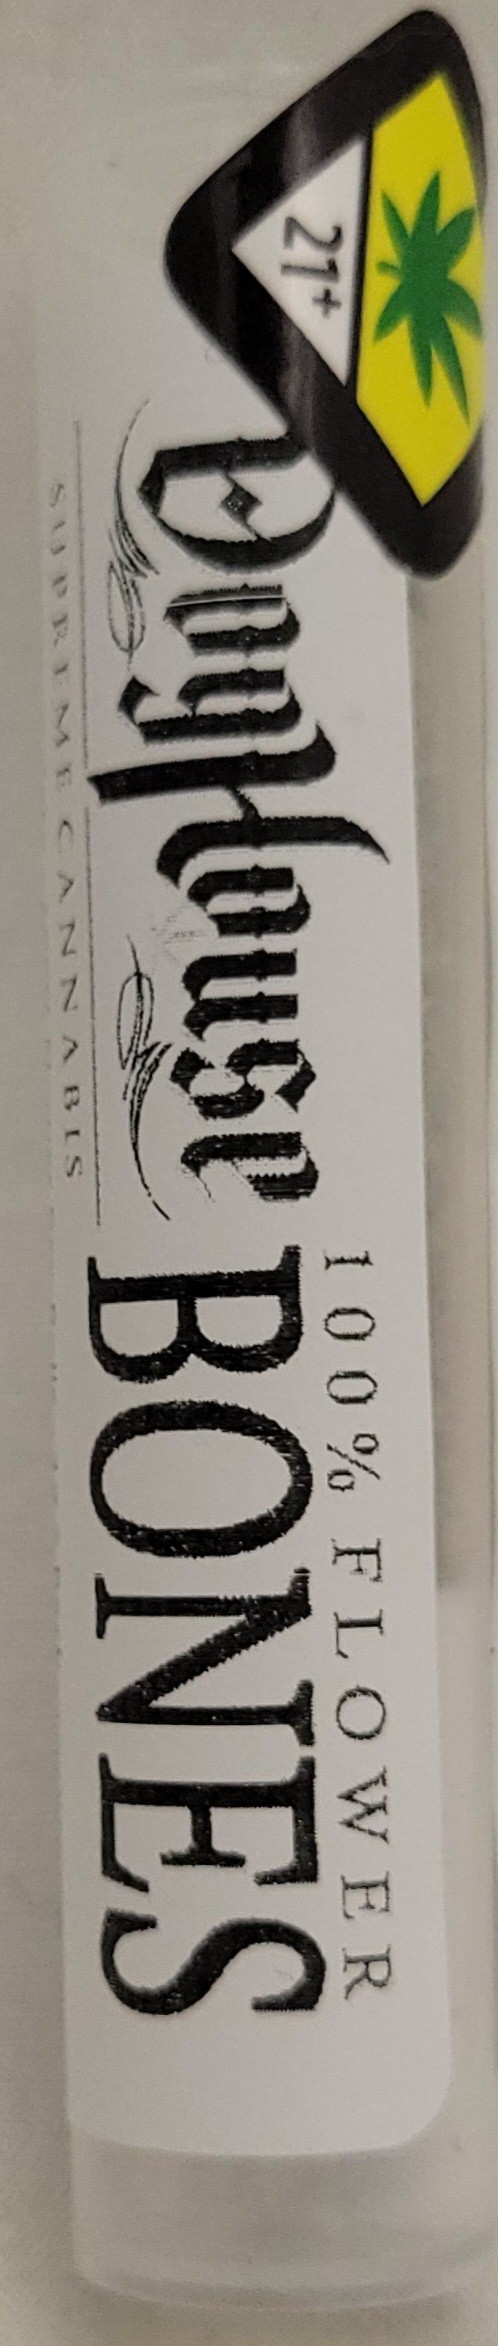 21+
DogHouse
SUPREME CANNABIS
100% FLOWER
BONES